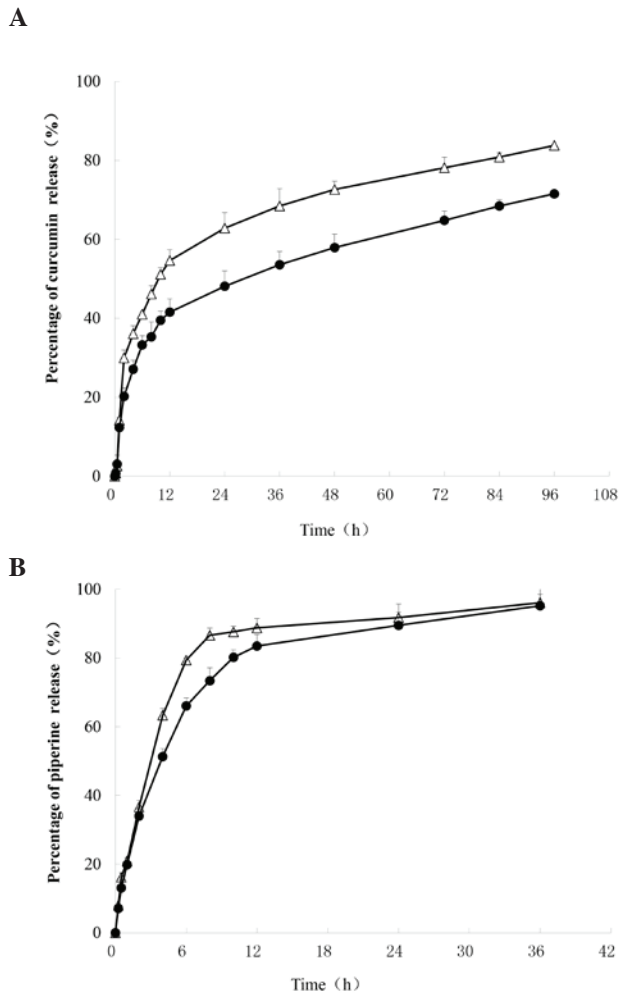 A
Percentage of curcumin release (%)
100
80
60
40
20
0
0 12 24 36 48 60 72 84 96 108
Time (h)
B
Percentage of piperine release (%)
100
80
60
40
20
0
0 6 12 24 36 42
Time (h)